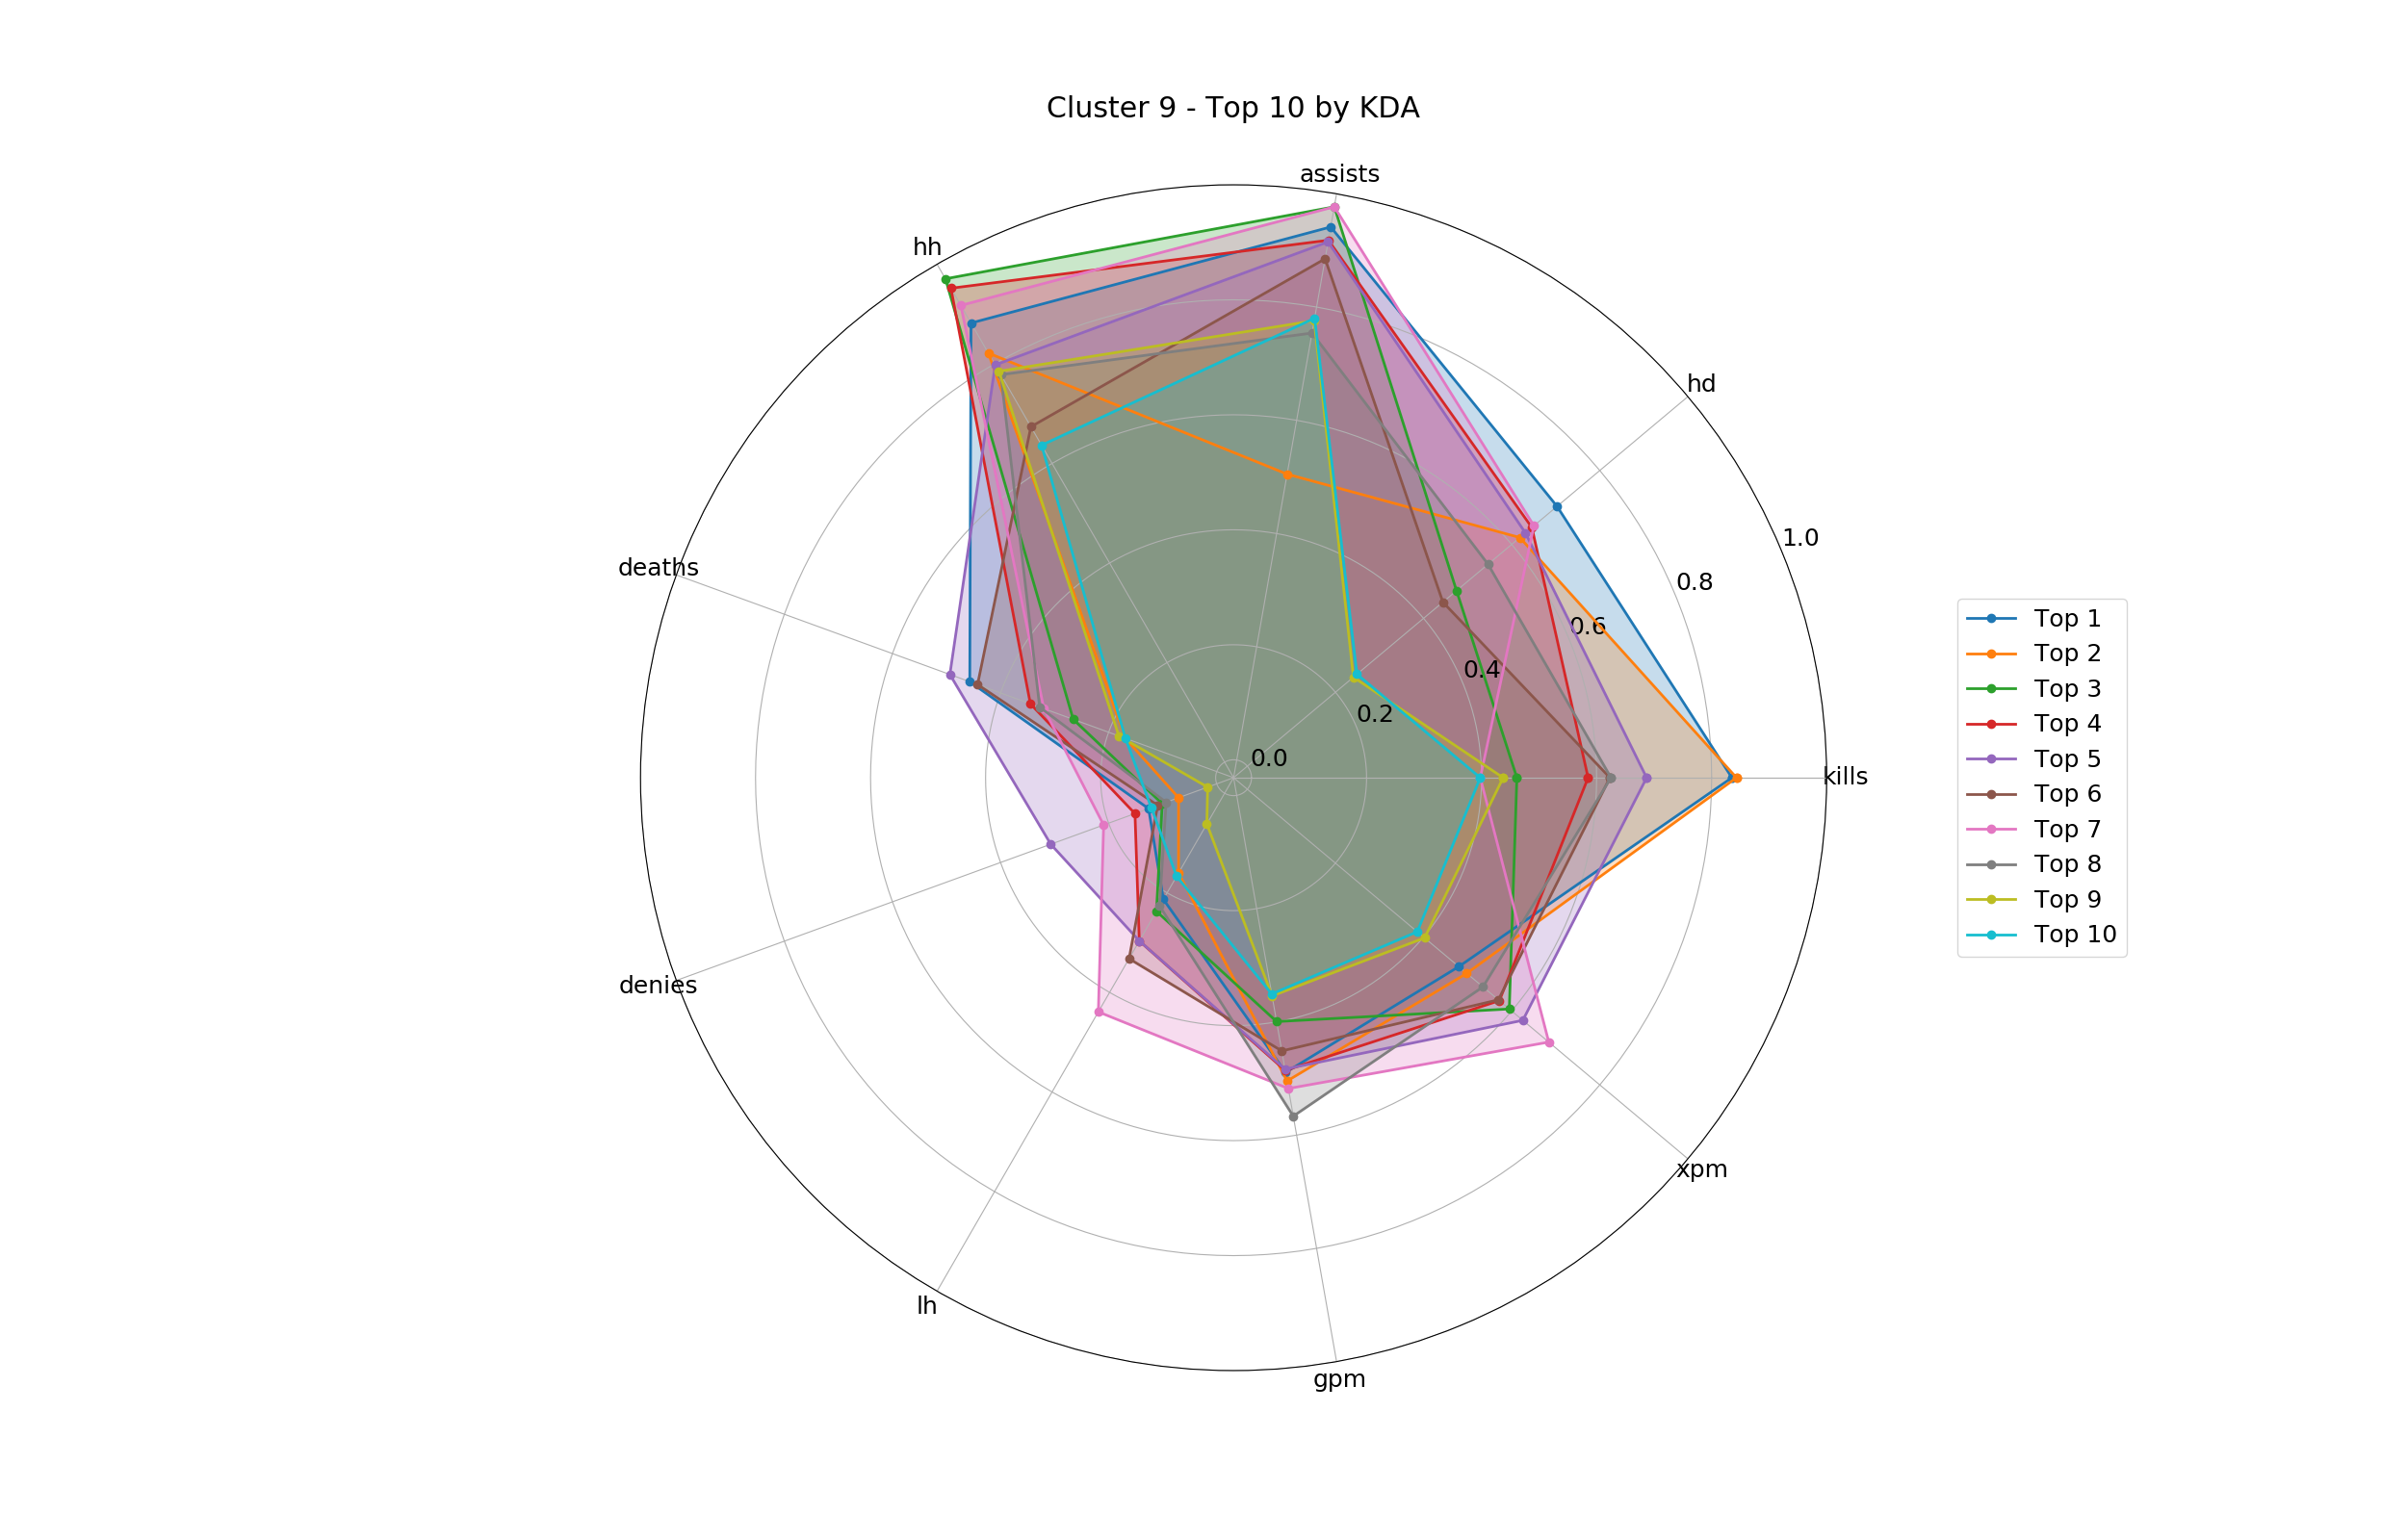 Cluster 9 - Top 10 by KDA
assists
hh
hd
deaths
1.0
0.8
0.6
0.4
0.2
0.0
kills
denies
lh
gpm
xpm
Top 1
Top 2
Top 3
Top 4
Top 5
Top 6
Top 7
Top 8
Top 9
Top 10